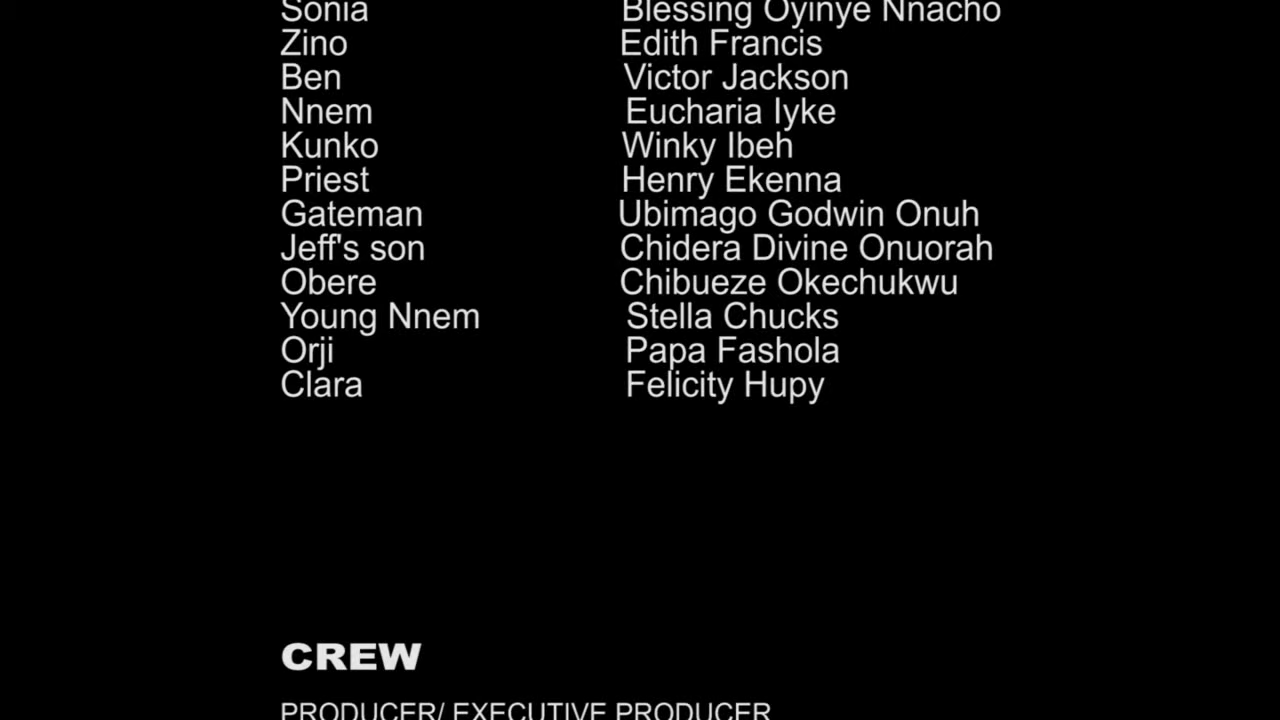 Sonia Blessing Oyinye Nnacho
Zino Edith Francis
Ben Victor Jackson
Nnem Eucharia Iyke
Kunko Winky Ibeh
Priest Henry Ekenna
Gateman Ubimago Godwin Onuh
Jeff's son Chidera Divine Onuorah
Obere Chibueze Okechukwu
Young Nnem Stella Chucks
Orji Papa Fashola
Clara Felicity Hupy
CREW
PRODUCER/ EXECUTIVE PRODUCER